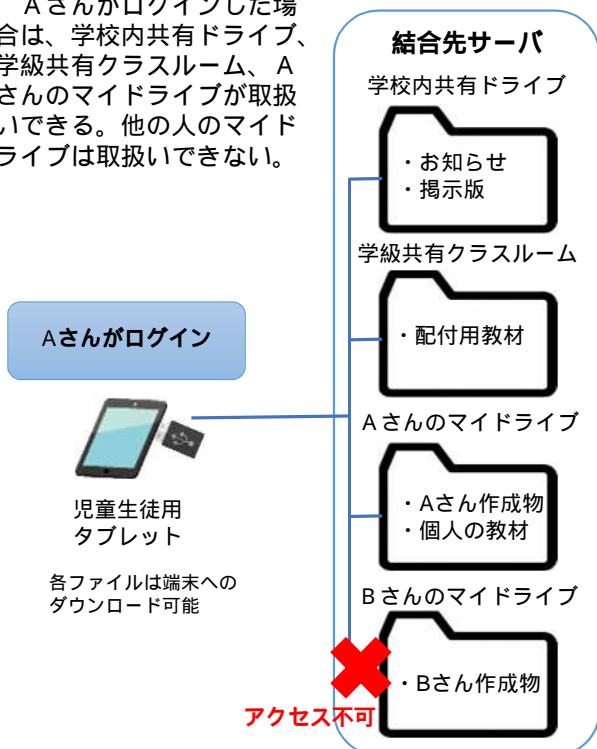 Aさんがログインした場
合は、学校内共有ドライブ、
学級共有クラスルーム、A
さんのマイドライブが取扱
いできる。他の人のマイド
ライブは取扱いできない。
結合先サーバ
学校内共有ドライブ
・お知らせ
・掲示版
学級共有クラスルーム
・配付用教材
Aさんがログイン
Aさんのマイドライブ
・Aさん作成物
・個人の教材
児童生徒用
タブレット
各ファイルは端末への
ダウンロード可能
Bさんのマイドライブ
・Bさん作成物
アクセス不可